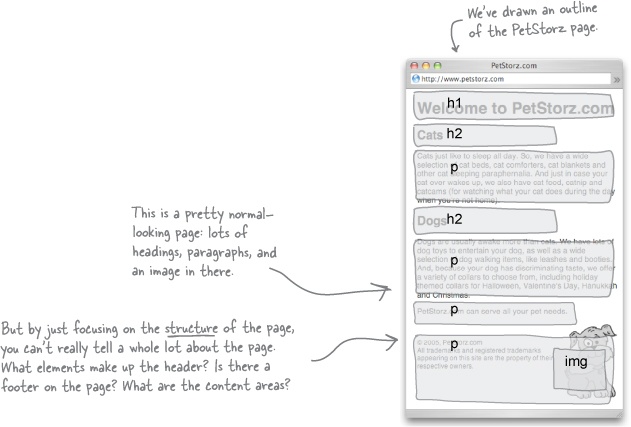 We've drawn an outline
of the PetStorz page.
PetStorz.com
http://www.petstorz.com
h1
Welcome to PetStorz.com
Cats h2
p
Cats just like to sleep all day. So, we have a wide
selection of cat beds, cat comforters, cat blankets and
other cat sleeping paraphernalia. And just in case your
cat ever wakes up, we also have cat food, catnip and
catcams (for watching what your cat does during the day
when you're not home).
Dogs h2
p
Dogs are usually awake more than cats. We have lots of
dog toys to entertain your dog, as well as a wide
selection of dog walking items, like leashes and booties.
And, because your dog has discriminating taste, we offer
a variety of collars to choose from, including holiday
themed collars for Halloween, Valentine's Day, Hanukkah
and Christmas.
p
PetStorz.com can serve all your pet needs.
p
© 2005, PetStorz.com
All trademarks and registered trademarks
appearing on this site are the property of their
respective owners.
img
This is a pretty normal-
looking page: lots of
headings, paragraphs, and
an image in there.
But by just focusing on the structure of the page,
you can't really tell a whole lot about the page.
What elements make up the header? Is there a
footer on the page? What are the content areas?